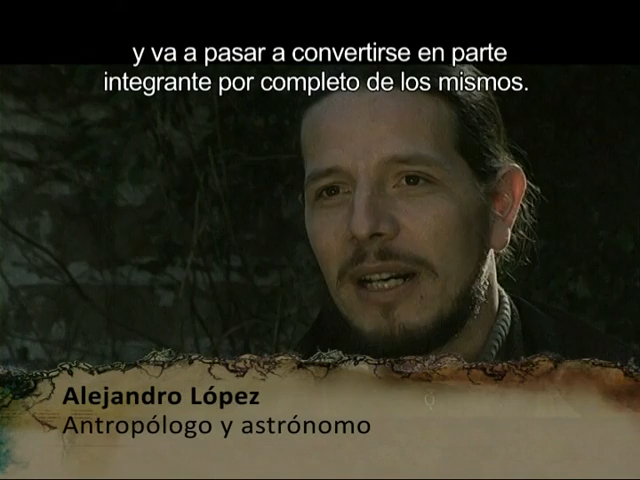 y va a pasar a convertirse en parte
integrante por completo de los mismos.
Alejandro López
Antropólogo y astrónomo